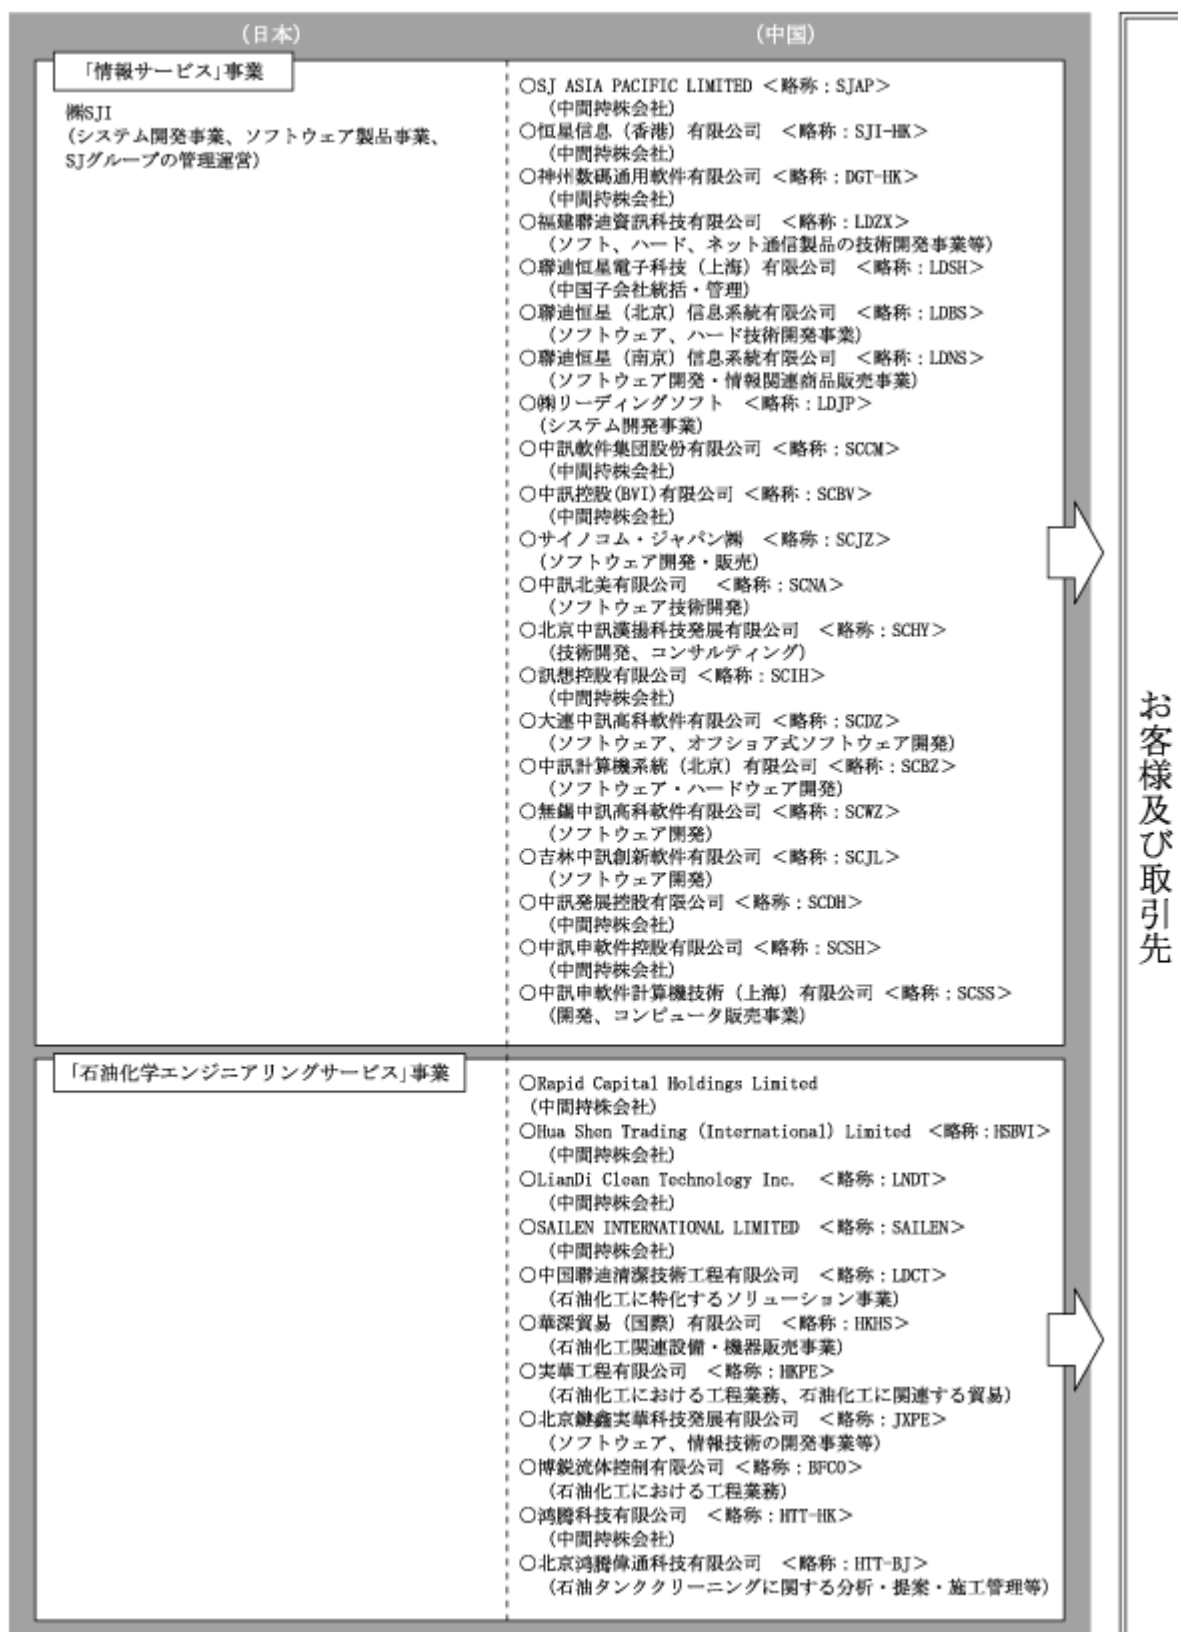 (日本)
(中国)
「情報サービス」事業
㈱SJI
(システム開発事業、ソフトウェア製品事業、
SJグループの管理運営)
○SJ ASIA PACIFIC LIMITED <略称:SJAP>
(中間持株会社)
○恒星信息(香港)有限公司 <略称:SJI-HK>
(中間持株会社)
○神州数碼通用軟件有限公司 <略称:DGT-HK>
(中間持株会社)
○福建聯迪資訊科技有限公司 <略称:LDZX>
(ソフト、ハード、ネット通信製品の技術開発事業等)
○聯迪恒星電子科技(上海)有限公司 <略称:LDSH>
(中国子会社統括・管理)
○聯迪恒星(北京)信息系統有限公司 <略称:LDBS>
(ソフトウェア、ハード技術開発事業)
○聯迪恒星(南京)信息系統有限公司 <略称:LDNS>
(ソフトウェア開発・情報関連商品販売事業)
○㈱リーディングソフト <略称:LDJP>
(システム開発事業)
○中訊軟件集団股份有限公司 <略称:SCCM>
(中間持株会社)
○中訊控股(BVI)有限公司 <略称:SCBV>
(中間持株会社)
○サイノコム・ジャパン㈱ <略称:SCJZ>
(ソフトウェア開発・販売)
○中訊北美有限公司 <略称:SCNA>
(ソフトウェア技術開発)
○北京中訊漢揚科技発展有限公司 <略称:SCHY>
(技術開発、コンサルティング)
○訊想控股有限公司 <略称:SCIH>
(中間持株会社)
○大連中訊高科軟件有限公司 <略称:SCDZ>
(ソフトウェア、オフショア式ソフトウェア開発)
○中訊計算機系統(北京)有限公司 <略称:SCBZ>
(ソフトウェア・ハードウェア開発)
○無錫中訊高科軟件有限公司 <略称:SCWZ>
(ソフトウェア開発)
○吉林中訊創新軟件有限公司 <略称:SCJL>
(ソフトウェア開発)
○中訊発展控股有限公司 <略称:SCDH>
(中間持株会社)
○中訊申軟件控股有限公司 <略称:SCSH>
(中間持株会社)
○中訊申軟件計算機技術(上海)有限公司 <略称:SCSS>
(開発、コンピュータ販売事業)
「石油化学エンジニアリングサービス」事業
○Rapid Capital Holdings Limited
(中間持株会社)
○Hua Shen Trading (International) Limited <略称:HSBVI>
(中間持株会社)
○LianDi Clean Technology Inc. <略称:LNDT>
(中間持株会社)
○SAILEN INTERNATIONAL LIMITED <略称:SAILEN>
(中間持株会社)
○中国聯迪清潔技術工程有限公司 <略称:LDCT>
(石油化工に特化するソリューション事業)
○華深貿易(国際)有限公司 <略称:HKHS>
(石油化工関連設備・機器販売事業)
○実華工程有限公司 <略称:HKPE>
(石油化工における工程業務、石油化工に関連する貿易)
○北京鍵鑫実華科技発展有限公司 <略称:JXPE>
(ソフトウェア、情報技術の開発事業等)
○博鋭流体控制有限公司 <略称:BFCO>
(石油化工における工程業務)
○鴻騰科技有限公司 <略称:HTT-HK>
(中間持株会社)
○北京鴻騰偉通科技有限公司 <略称:HTT-BJ>
(石油タンククリーニングに関する分析・提案・施工管理等)
お客様及び取引先